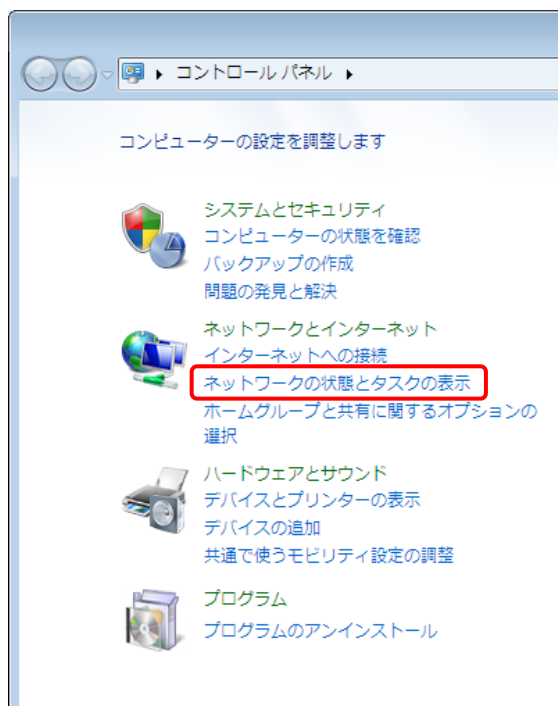 コントロール パネル
コンピューターの設定を調整します
システムとセキュリティ
コンピューターの状態を確認
バックアップの作成
問題の発見と解決
ネットワークとインターネット
インターネットへの接続
ネットワークの状態とタスクの表示
ホームグループと共有に関するオプションの
選択
ハードウェアとサウンド
デバイスとプリンターの表示
デバイスの追加
共通で使うモビリティ設定の調整
プログラム
プログラムのアンインストール